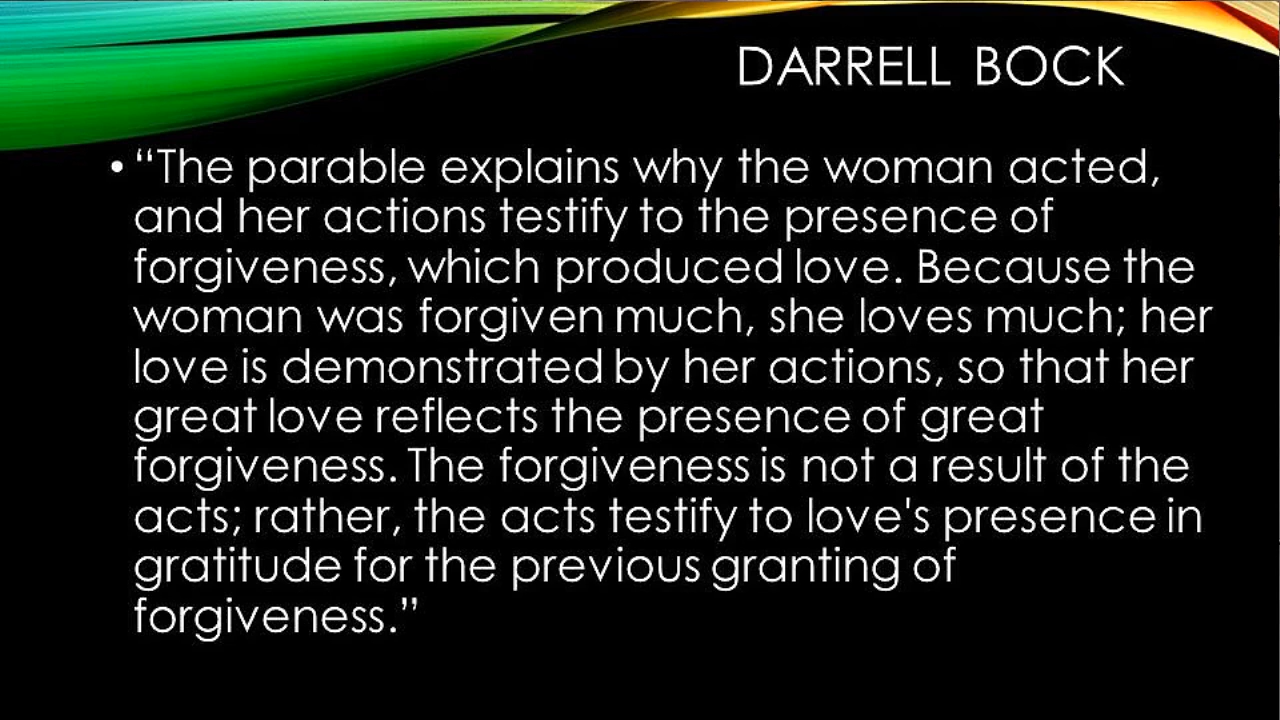 DARRELL BOCK
• “The parable explains why the woman acted,
and her actions testify to the presence of
forgiveness, which produced love. Because the
woman was forgiven much, she loves much; her
love is demonstrated by her actions, so that her
great love reflects the presence of great
forgiveness. The forgiveness is not a result of the
acts; rather, the acts testify to love's presence in
gratitude for the previous granting of
forgiveness.”